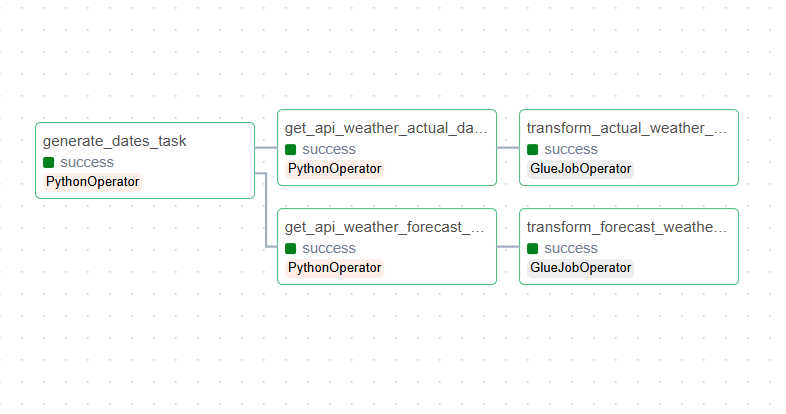 generate_dates_task
success
PythonOperator
get_api_weather_actual_da...
success
PythonOperator
transform_actual_weather_...
success
GlueJobOperator
get_api_weather_forecast_...
success
PythonOperator
transform_forecast_weathe...
success
GlueJobOperator